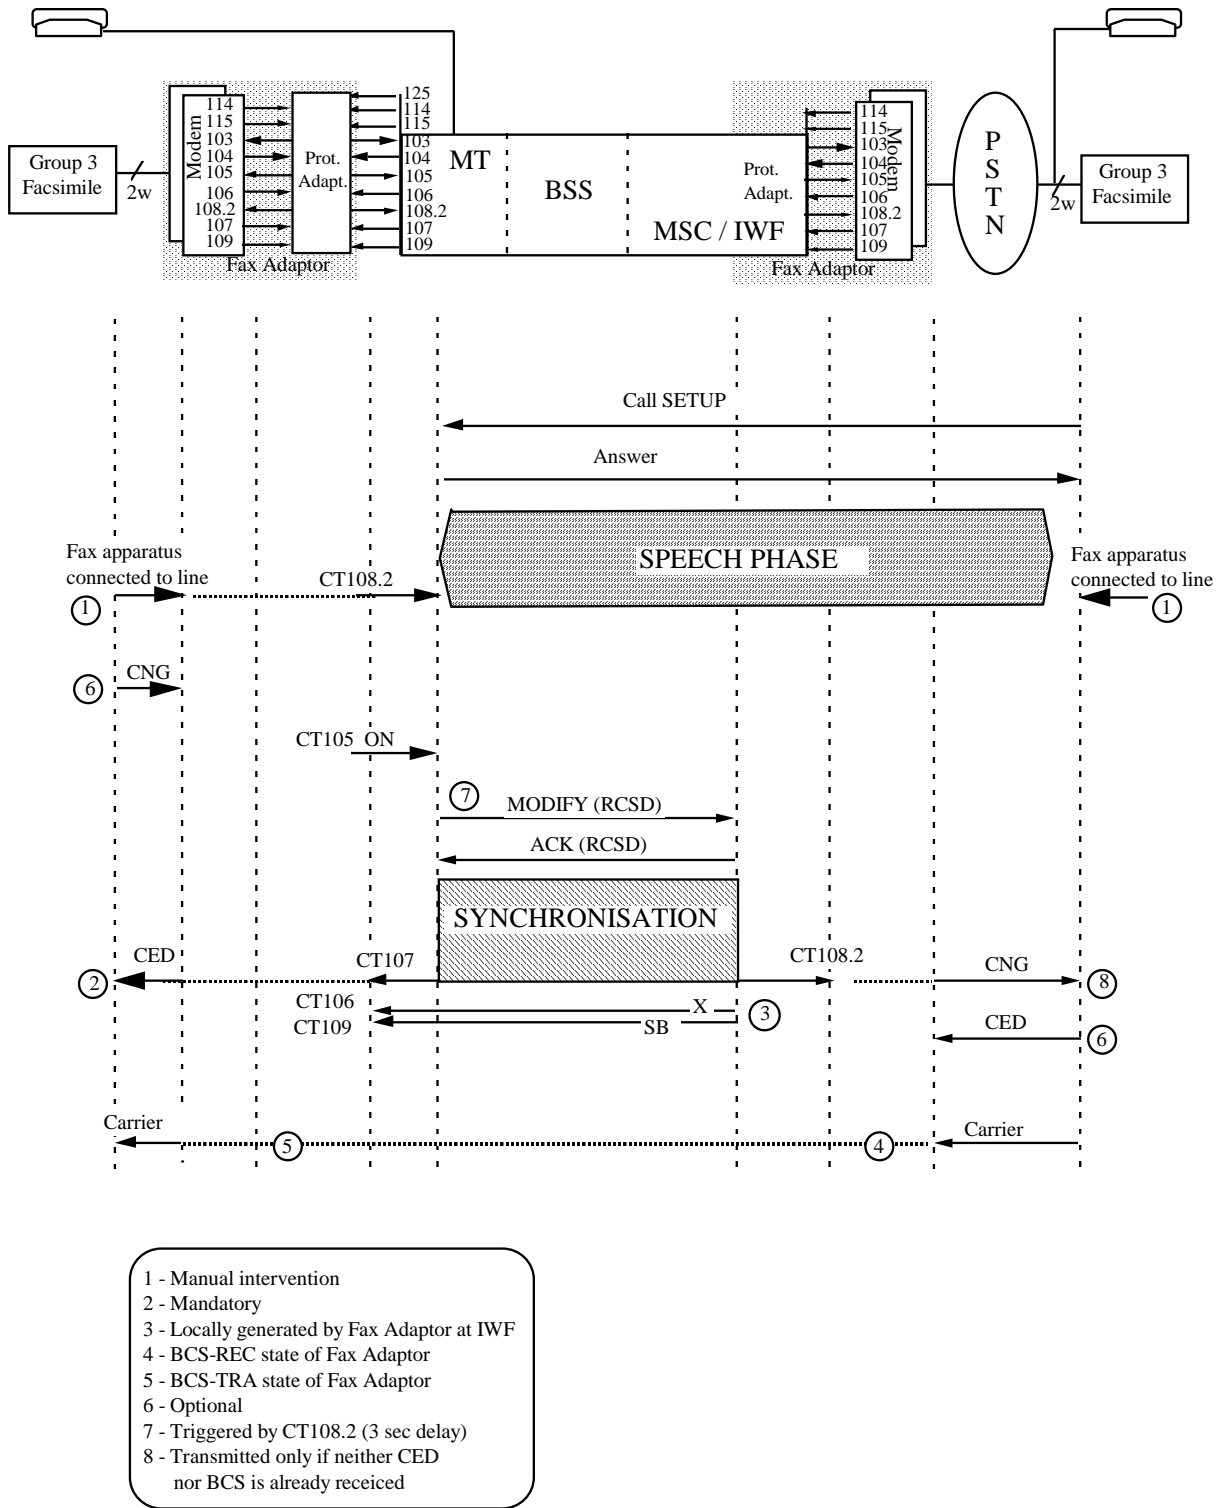 Group 3
Facsimile
2w
Modem
114
115
103
104
105
106
108.2
107
109
Prot.
Adapt.
Fax Adaptor
125
114
115
103
104
105
106
108.2
107
109
MT
BSS
MSC / IWF
Prot.
Adapt.
114
115
103
104
105
106
108.2
107
109
Modem
Fax Adaptor
P
S
T
N
2w
Group 3
Facsimile
Call SETUP
Answer
SPEECH PHASE
Fax apparatus
connected to line
1
CT108.2
Fax apparatus
connected to line
1
CNG
6
CT105 ON
7
MODIFY (RCSD)
ACK (RCSD)
SYNCHRONISATION
CED
2
CT107
CT108.2
CNG
8
CT106
X
3
CT109
SB
CED
6
Carrier
5
4
Carrier
1 - Manual intervention
2 - Mandatory
3 - Locally generated by Fax Adaptor at IWF
4 - BCS-REC state of Fax Adaptor
5 - BCS-TRA state of Fax Adaptor
6 - Optional
7 - Triggered by CT108.2 (3 sec delay)
8 - Transmitted only if neither CED
nor BCS is already receiced